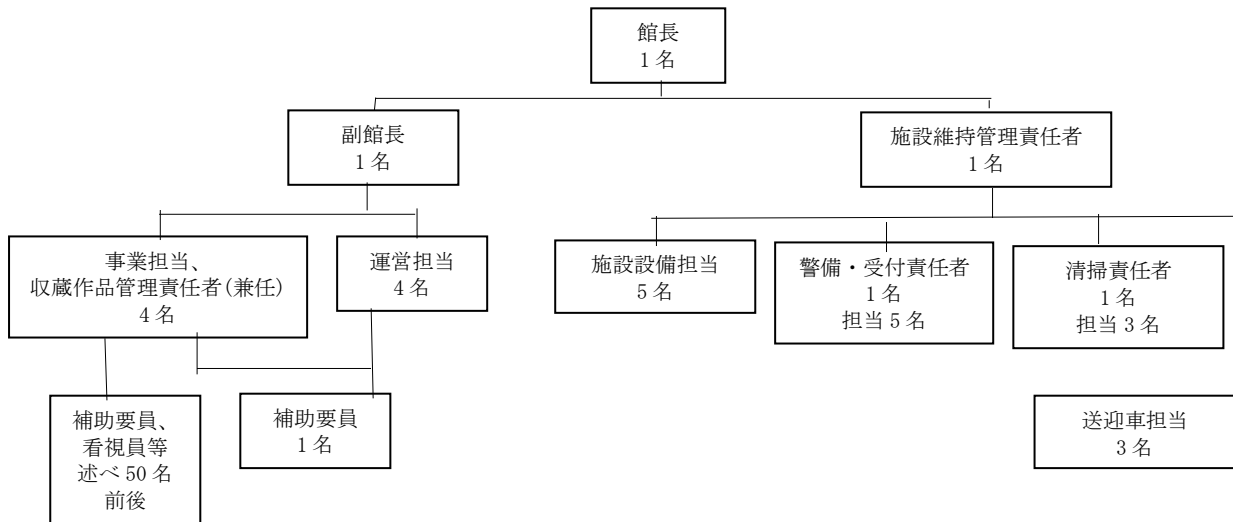 館長
1名
副館長
1名
施設維持管理責任者
1名
事業担当、
収蔵作品管理責任者(兼任)
4名
運営担当
4名
施設設備担当
5名
警備・受付責任者
1名
担当5名
清掃責任者
1名
担当3名
補助要員、
看視員等
述べ50名
前後
補助要員
1名
送迎車担当
3名